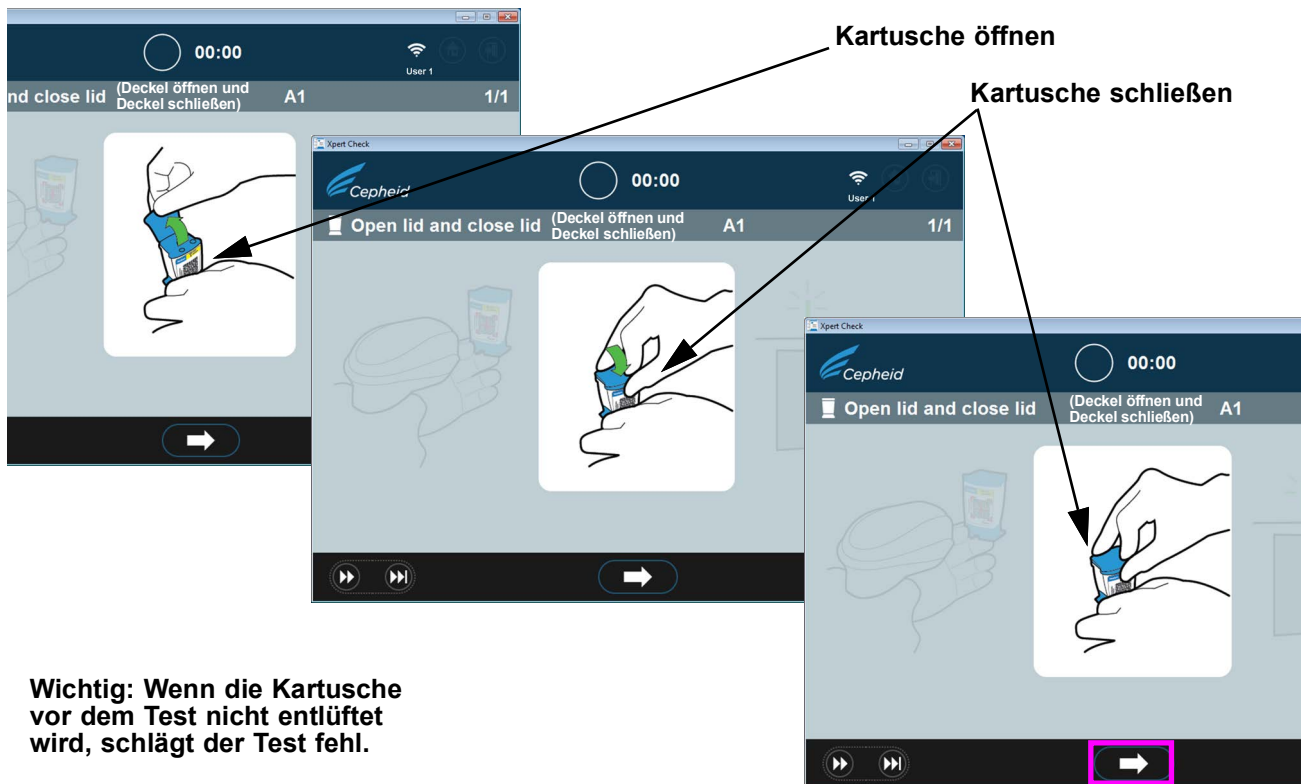 Kartusche öffnen
Kartusche schließen
00:00
User 1
nd close lid (Deckel öffnen und
Deckel schließen) A1 1/1
Xpert Check
Cepheid
00:00
User 1
Open lid and close lid (Deckel öffnen und
Deckel schließen) A1 1/1
Xpert Check
Cepheid
00:00
Open lid and close lid (Deckel öffnen und
Deckel schließen) A1
Wichtig: Wenn die Kartusche
vor dem Test nicht entlüftet
wird, schlägt der Test fehl.